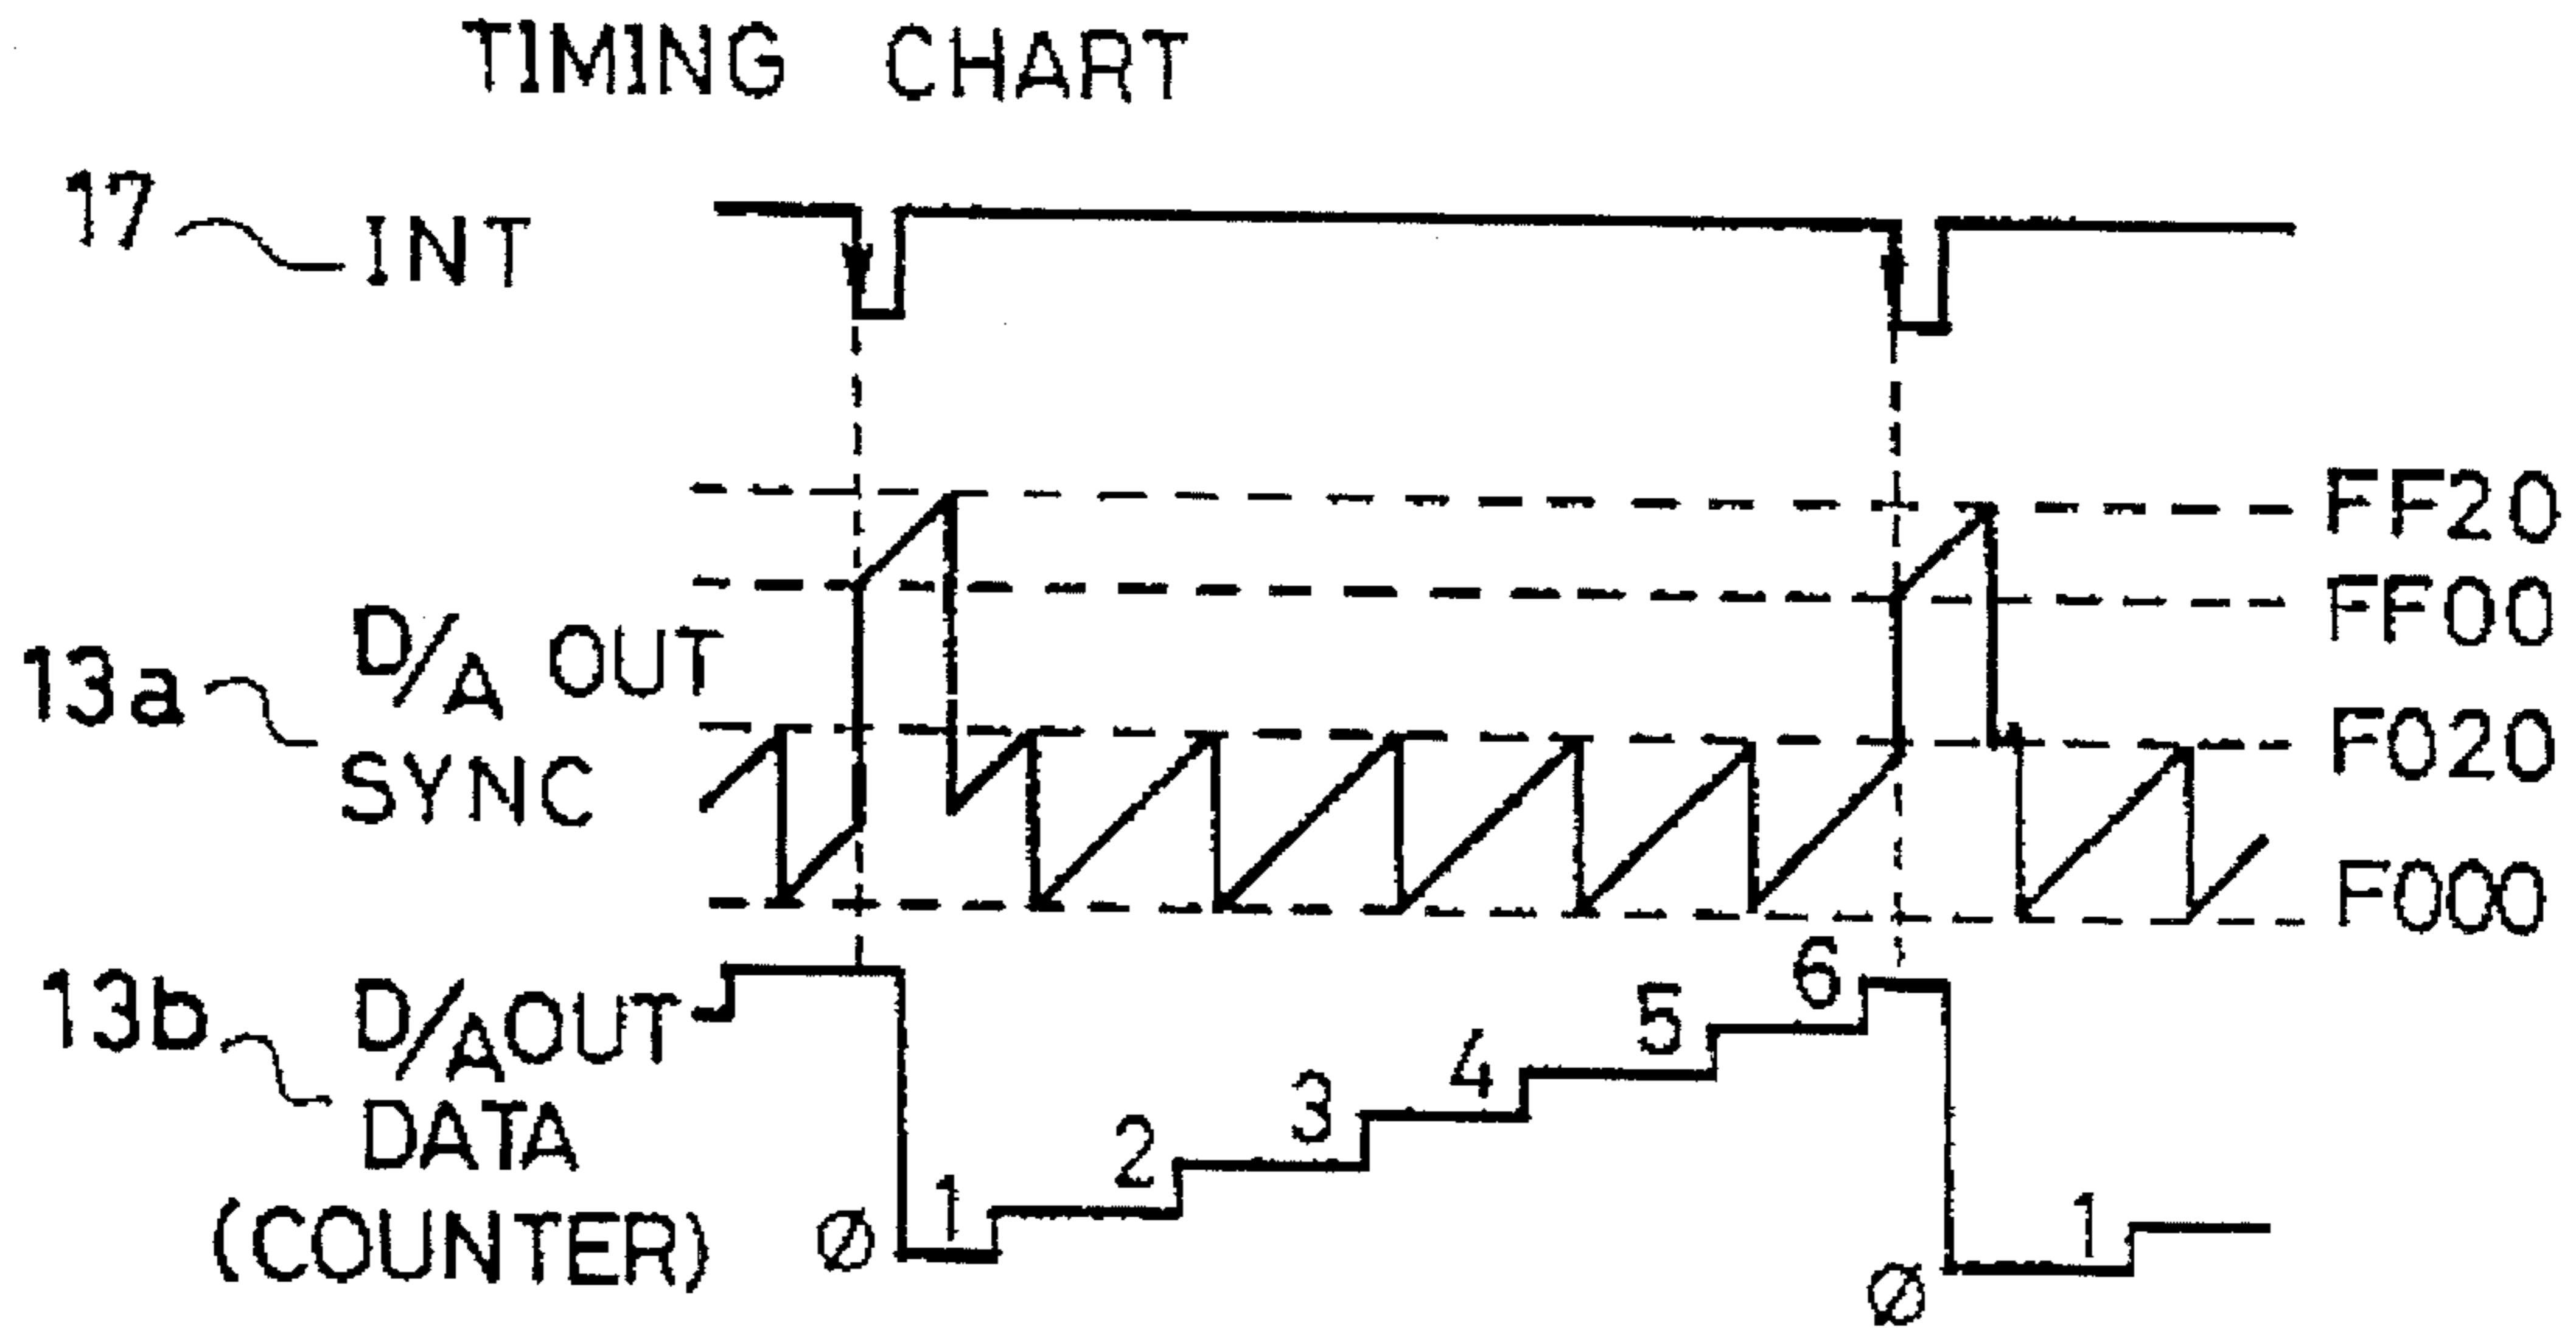 TIMING CHART
17 INT
FF20
FF00
13a D/A OUT
SYNC
F020
F000
13b D/A OUT
DATA
(COUNTER)
Ø 1 2 3 4 5 6
Ø 1